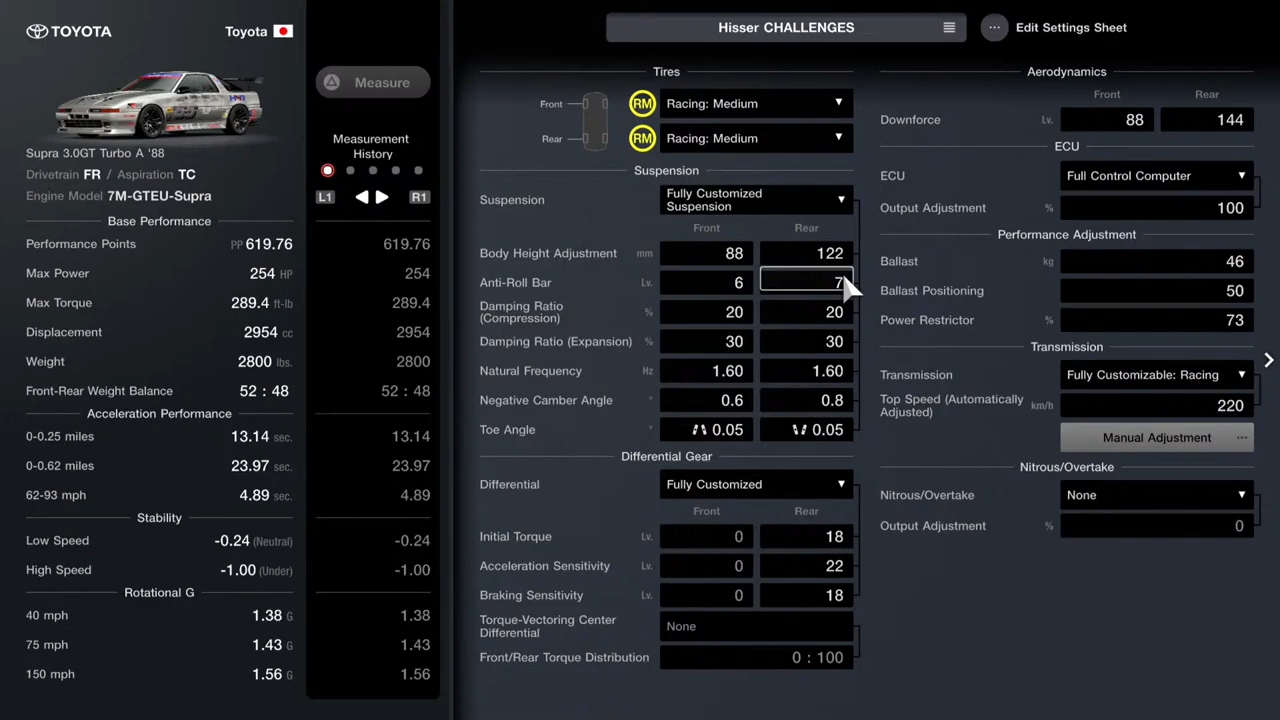 TOYOTA
Toyota
Supra 3.0GT Turbo A '88
Drivetrain FR / Aspiration TC
Engine Model 7M-GTEU-Supra
Base Performance
Performance Points PP 619.76
Max Power 254 HP
Max Torque 289.4 ft-lb
Displacement 2954 cc
Weight 2800 lbs.
Front-Rear Weight Balance 52 : 48
Acceleration Performance
0-0.25 miles 13.14 sec.
0-0.62 miles 23.97 sec.
62-93 mph 4.89 sec.
Stability
Low Speed -0.24 (Neutral)
High Speed -1.00 (Under)
Rotational G
40 mph 1.38 G
75 mph 1.43 G
150 mph 1.56 G
Measure
Measurement
History
L1 R1
619.76
254
289.4
2954
2800
52 : 48
13.14
23.97
4.89
-0.24
-1.00
1.38
1.43
1.56
Hisser CHALLENGES
Edit Settings Sheet
Tires
Front RM Racing: Medium
Rear RM Racing: Medium
Suspension
Suspension Fully Customized
Suspension
Front Rear
Body Height Adjustment mm 88 122
Anti-Roll Bar Lv. 6 7
Damping Ratio
(Compression) % 20 20
Damping Ratio (Expansion) % 30 30
Natural Frequency Hz 1.60 1.60
Negative Camber Angle ° 0.6 0.8
Toe Angle ° 0.05 0.05
Differential Gear
Differential Fully Customized
Front Rear
Initial Torque Lv. 0 18
Acceleration Sensitivity Lv. 0 22
Braking Sensitivity Lv. 0 18
Torque-Vectoring Center
Differential None
Front/Rear Torque Distribution 0 : 100
Aerodynamics
Front Rear
Downforce Lv. 88 144
ECU
ECU Full Control Computer
Output Adjustment % 100
Performance Adjustment
Ballast kg 46
Ballast Positioning 50
Power Restrictor % 73
Transmission
Transmission Fully Customizable: Racing
Top Speed (Automatically
Adjusted) km/h 220
Manual Adjustment
Nitrous/Overtake
Nitrous/Overtake None
Output Adjustment % 0